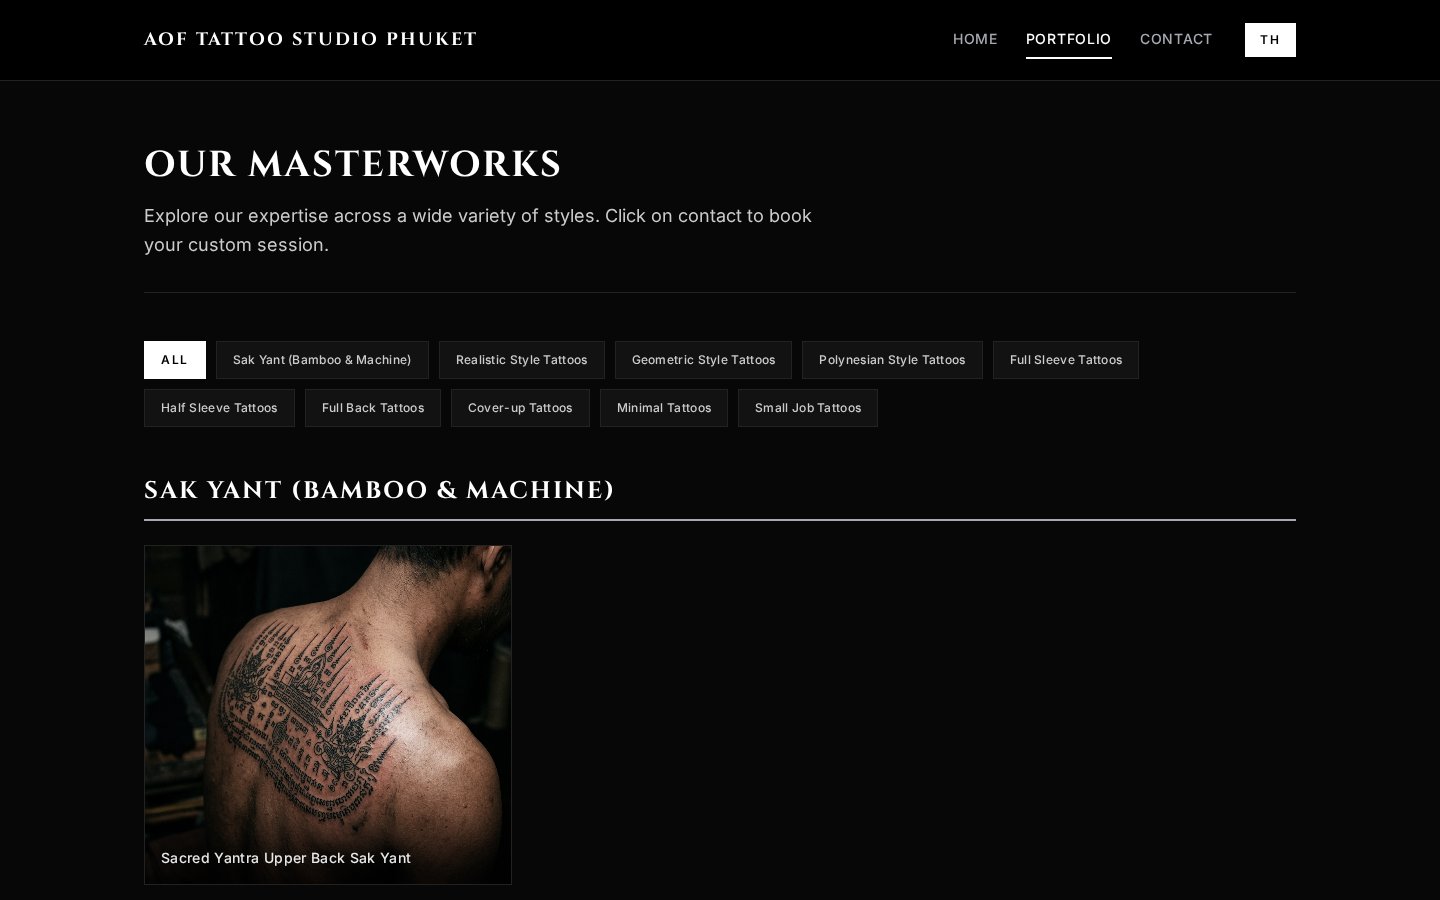 AOF TATTOO STUDIO PHUKET
HOME
PORTFOLIO
CONTACT
TH
OUR MASTERWORKS
Explore our expertise across a wide variety of styles. Click on contact to book
your custom session.
ALL
Sak Yant (Bamboo & Machine)
Realistic Style Tattoos
Geometric Style Tattoos
Polynesian Style Tattoos
Full Sleeve Tattoos
Half Sleeve Tattoos
Full Back Tattoos
Cover-up Tattoos
Minimal Tattoos
Small Job Tattoos
SAK YANT (BAMBOO & MACHINE)
Sacred Yantra Upper Back Sak Yant